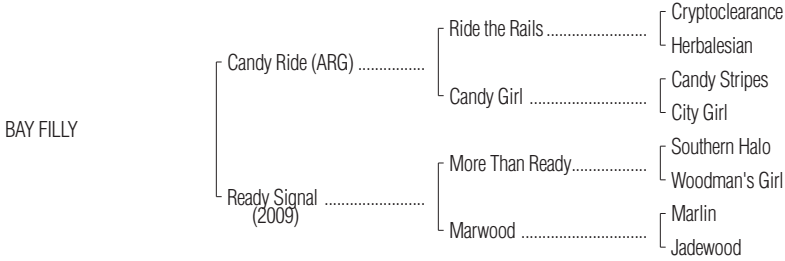 Cryptoclearance
Ride the Rails ........................
Herbalesian
Candy Ride (ARG) ................
Candy Stripes
Candy Girl ............................
City Girl
BAY FILLY
Southern Halo
More Than Ready..................
Woodman's Girl
Ready Signal ........................
(2009)
Marlin
Marwood ..............................
Jadewood